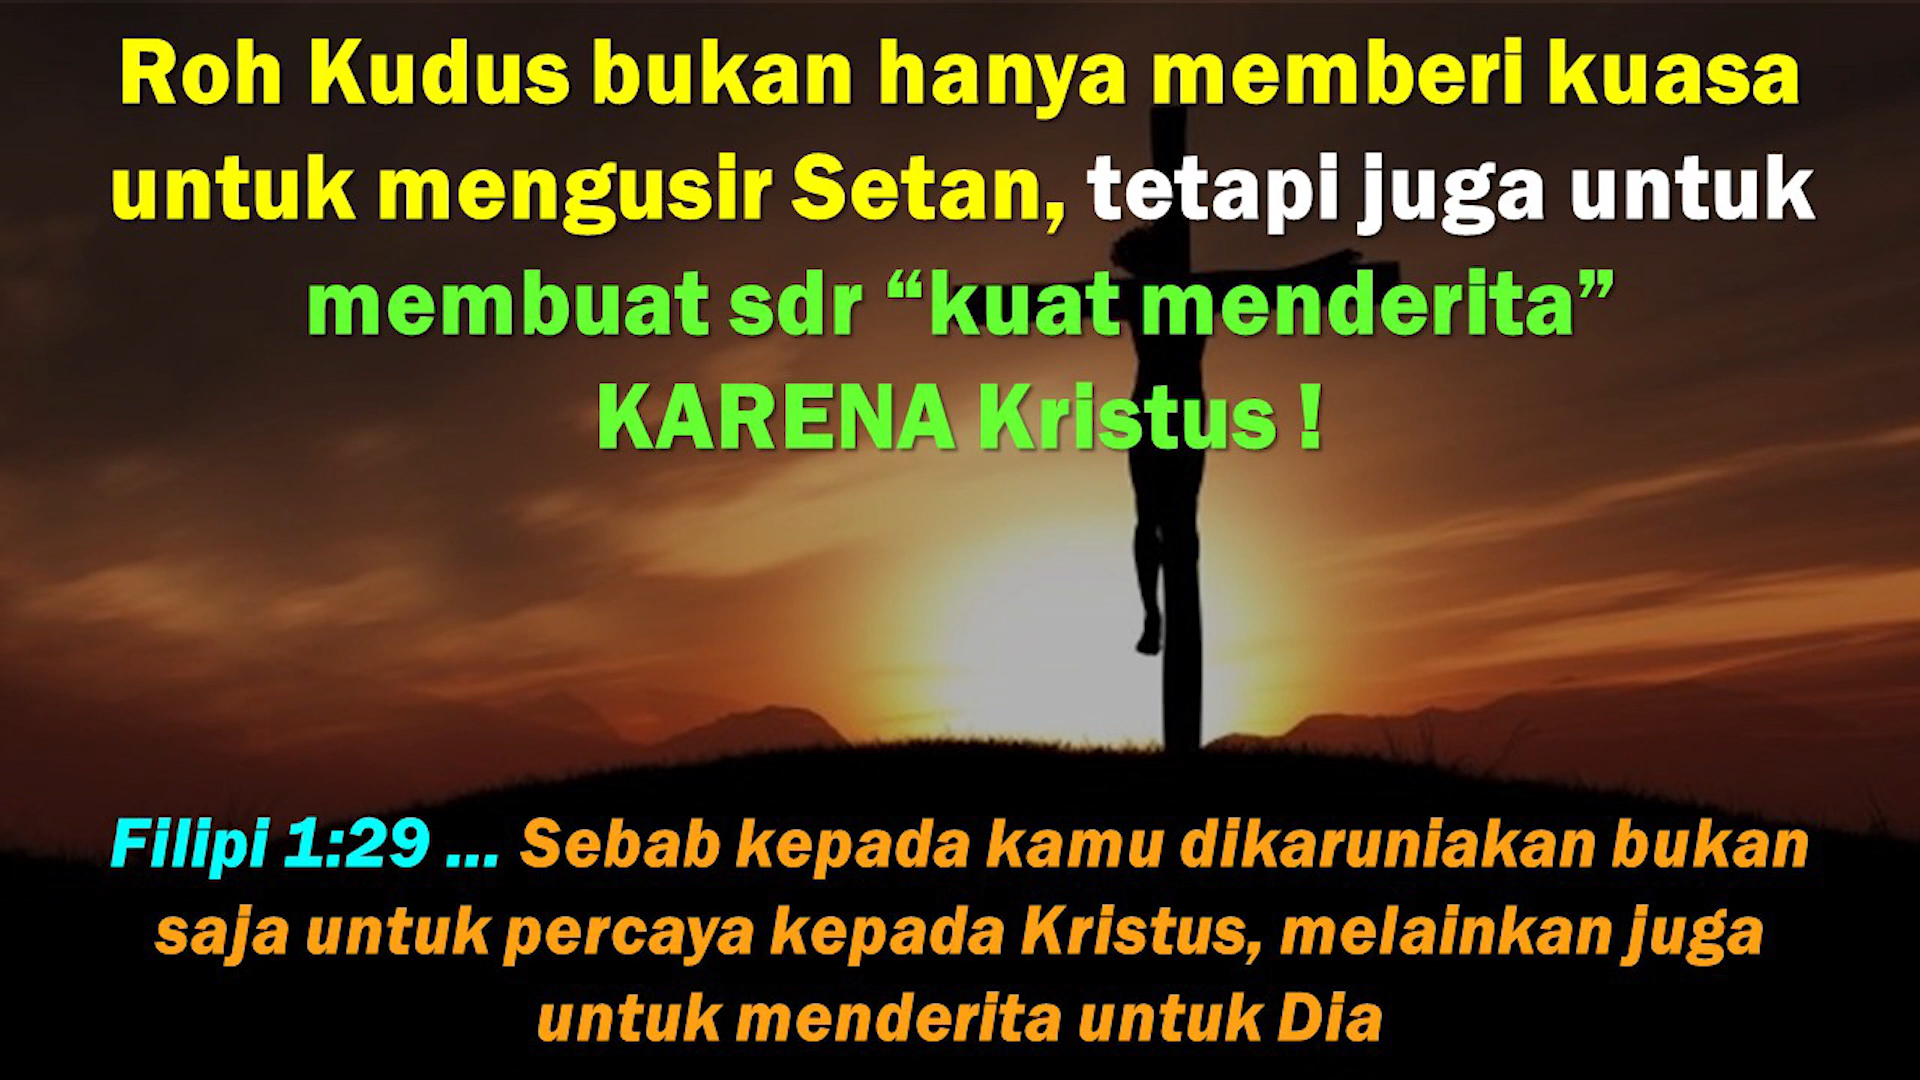 Roh Kudus bukan hanya memberi kuasa
untuk mengusir Setan, tetapi juga untuk
membuat sdr “kuat menderita”
KARENA Kristus !
Filipi 1:29 ... Sebab kepada kamu dikaruniakan bukan
saja untuk percaya kepada Kristus, melainkan juga
untuk menderita untuk Dia